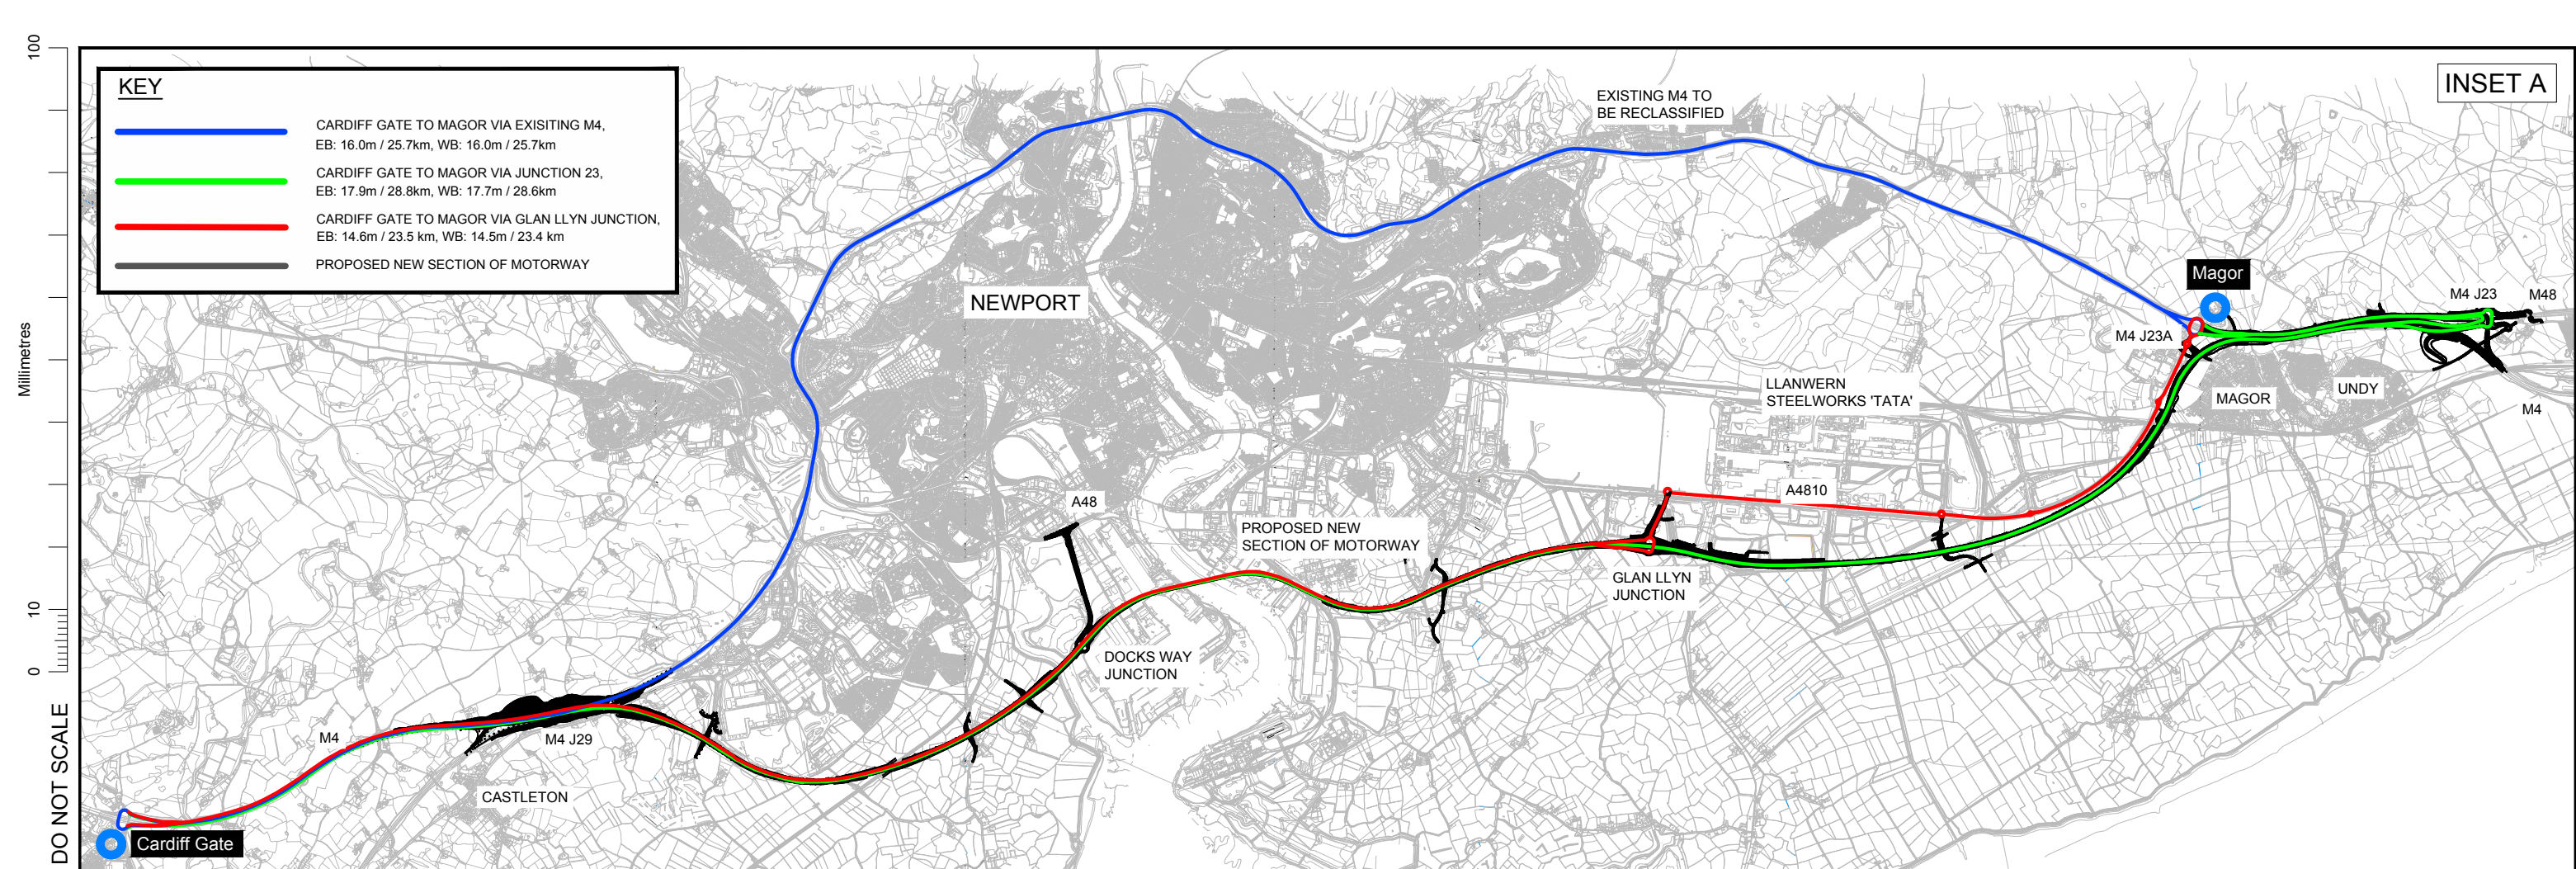 100
INSET A
KEY
CARDIFF GATE TO MAGOR VIA EXISITING M4,
EB: 16.0m / 25.7km, WB: 16.0m / 25.7km
CARDIFF GATE TO MAGOR VIA JUNCTION 23,
EB: 17.9m / 28.8km, WB: 17.7m / 28.6km
CARDIFF GATE TO MAGOR VIA GLAN LLYN JUNCTION,
EB: 14.6m / 23.5 km, WB: 14.5m / 23.4 km
PROPOSED NEW SECTION OF MOTORWAY
EXISTING M4 TO
BE RECLASSIFIED
NEWPORT
Magor
M4 J23
M48
M4 J23A
Millimetres
LLANWERN
STEELWORKS 'TATA'
MAGOR
UNDY
M4
A48
A4810
PROPOSED NEW
SECTION OF MOTORWAY
GLAN LLYN
JUNCTION
10
DOCKS WAY
JUNCTION
0
M4
M4 J29
CASTLETON
DO NOT SCALE
Cardiff Gate